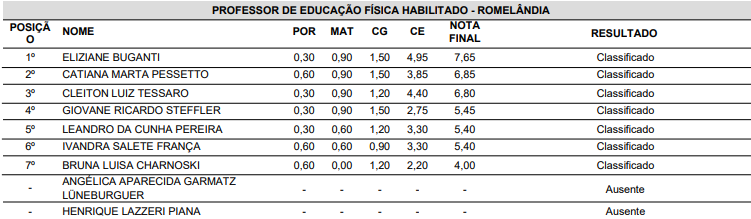 PROFESSOR DE EDUCAÇÃO FÍSICA HABILITADO - ROMELÂNDIA
POSIÇÃ
O NOME POR MAT CG CE NOTA
FINAL RESULTADO
1º ELIZIANE BUGANTI 0,30 0,90 1,50 4,95 7,65 Classificado
2º CATIANA MARTA PESSETTO 0,60 0,90 1,50 3,85 6,85 Classificado
3º CLEITON LUIZ TESSARO 0,30 0,90 1,20 4,40 6,80 Classificado
4º GIOVANE RICARDO STEFFLER 0,30 0,90 1,50 2,75 5,45 Classificado
5º LEANDRO DA CUNHA PEREIRA 0,30 0,60 1,20 3,30 5,40 Classificado
6º IVANDRA SALETE FRANÇA 0,60 0,60 0,90 3,30 5,40 Classificado
7º BRUNA LUISA CHARNOSKI 0,60 0,00 1,20 2,20 4,00 Classificado
- ANGÉLICA APARECIDA GARMATZ
LÜNEBURGUER - - - - - Ausente
- HENRIQUE LAZZERI PIANA - - - - - Ausente